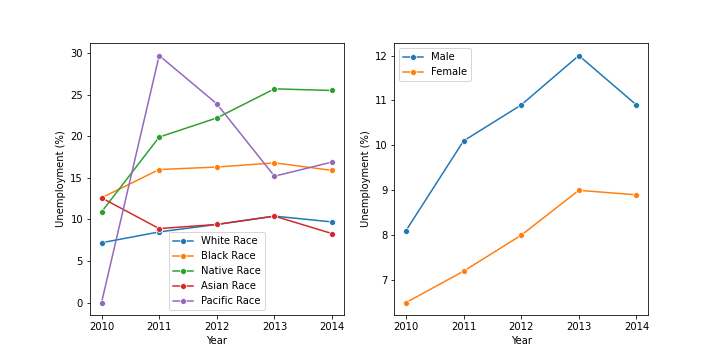 30
25
20
15
10
5
0
Unemployment (%)
2010 2011 2012 2013 2014
Year
White Race
Black Race
Native Race
Asian Race
Pacific Race
12
11
10
9
8
7
Unemployment (%)
2010 2011 2012 2013 2014
Year
Male
Female